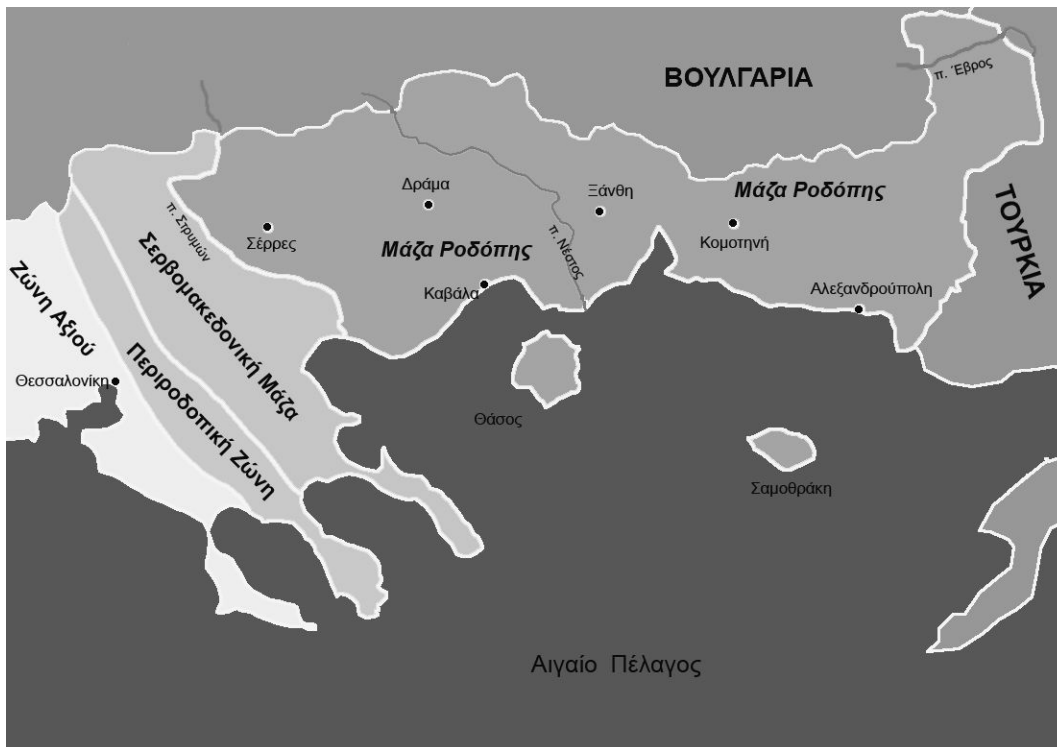 ΒΟΥΛΓΑΡΙΑ
π. Έβρος
Δράμα
Ξάνθη
Μάζα Ροδόπης
ΤΟΥΡΚΙΑ
π. Στρυμών
Σέρρες
Μάζα Ροδόπης
π. Νέστος
Κομοτηνή
Σερβομακεδονική Μάζα
Καβάλα
Αλεξανδρούπολη
Ζώνη Αξιού
Θεσσαλονίκη
Περιροδοπική Ζώνη
Θάσος
Σαμοθράκη
Αιγαίο Πέλαγος